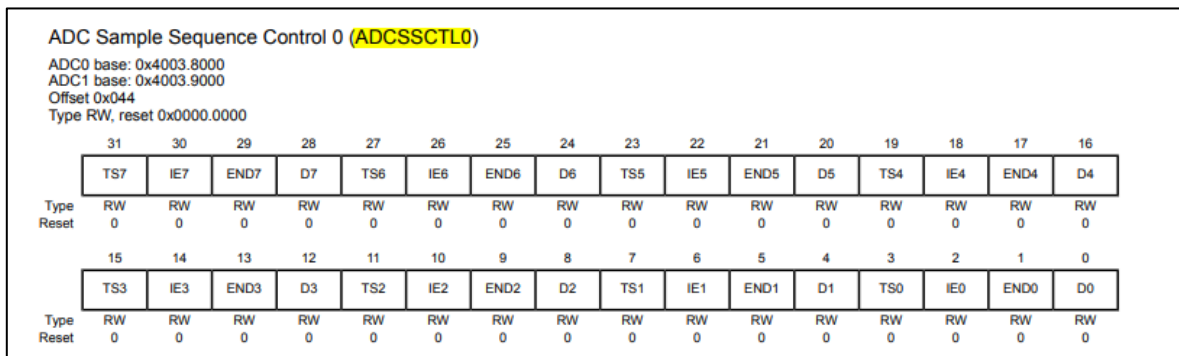 ADC Sample Sequence Control 0 (ADCSSCTL0)
ADC0 base: 0x4003.8000
ADC1 base: 0x4003.9000
Offset 0x044
Type RW, reset 0x0000.0000
31 30 29 28 27 26 25 24 23 22 21 20 19 18 17 16
TS7 IE7 END7 D7 TS6 IE6 END6 D6 TS5 IE5 END5 D5 TS4 IE4 END4 D4
Type RW RW RW RW RW RW RW RW RW RW RW RW RW RW RW RW
Reset 0 0 0 0 0 0 0 0 0 0 0 0 0 0 0 0
15 14 13 12 11 10 9 8 7 6 5 4 3 2 1 0
TS3 IE3 END3 D3 TS2 IE2 END2 D2 TS1 IE1 END1 D1 TS0 IE0 END0 D0
Type RW RW RW RW RW RW RW RW RW RW RW RW RW RW RW RW
Reset 0 0 0 0 0 0 0 0 0 0 0 0 0 0 0 0